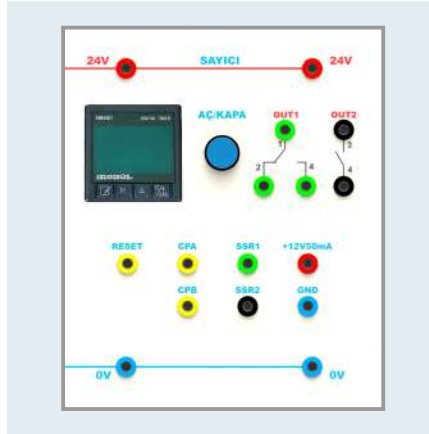 24V SAYICI 24V
AÇ/KAPA OUT1 OUT2
1 3
2 4 4
RESET CPA SSR1 +12V50mA
CPB SSR2 GND
0V 0V